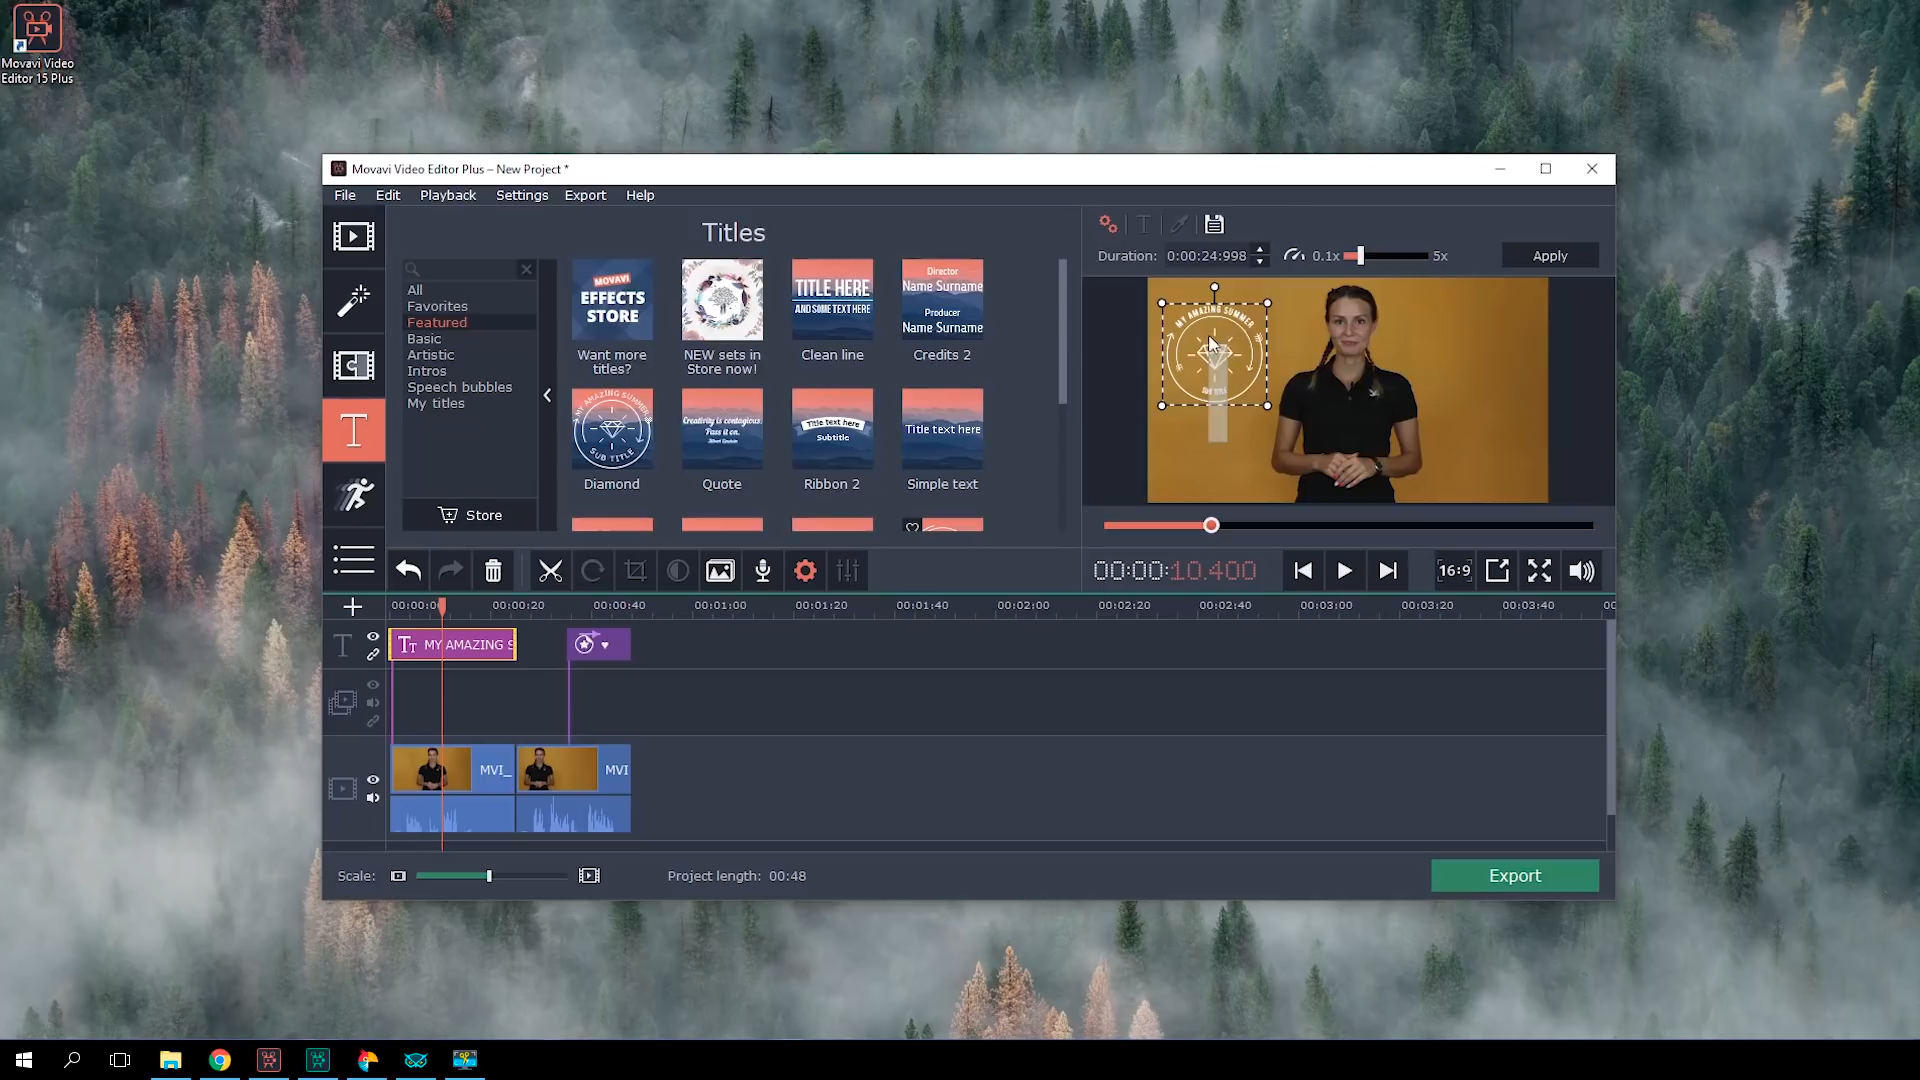 Movavi Video
Editor 15 Plus
Movavi Video Editor Plus – New Project *
File Edit Playback Settings Export Help
Titles
Duration: 0:00:24:998 0.1x 5x Apply
All
Favorites
Featured
Basic
Artistic
Intros
Speech bubbles
My titles
Store
MOVAVI
EFFECTS
STORE
Want more
titles?
NEW sets in
Store now!
TITLE HERE
AND SOME TEXT HERE
Clean line
Director
Name Surname
Producer
Name Surname
Credits 2
MY AMAZING SUMMER
SUB TITLE
Diamond
Creativity is contagious.
Pass it on.
Albert Einstein
Quote
Title text here
Subtitle
Ribbon 2
Title text here
Simple text
MY AMAZING SUMMER
SUB TITLE
00:00:10.400
16:9
00:00:0 00:00:20 00:00:40 00:01:00 00:01:20 00:01:40 00:02:00 00:02:20 00:02:40 00:03:00 00:03:20 00:03:40 00
T MY AMAZING S
MVI_ MVI
Scale: Project length: 00:48 Export